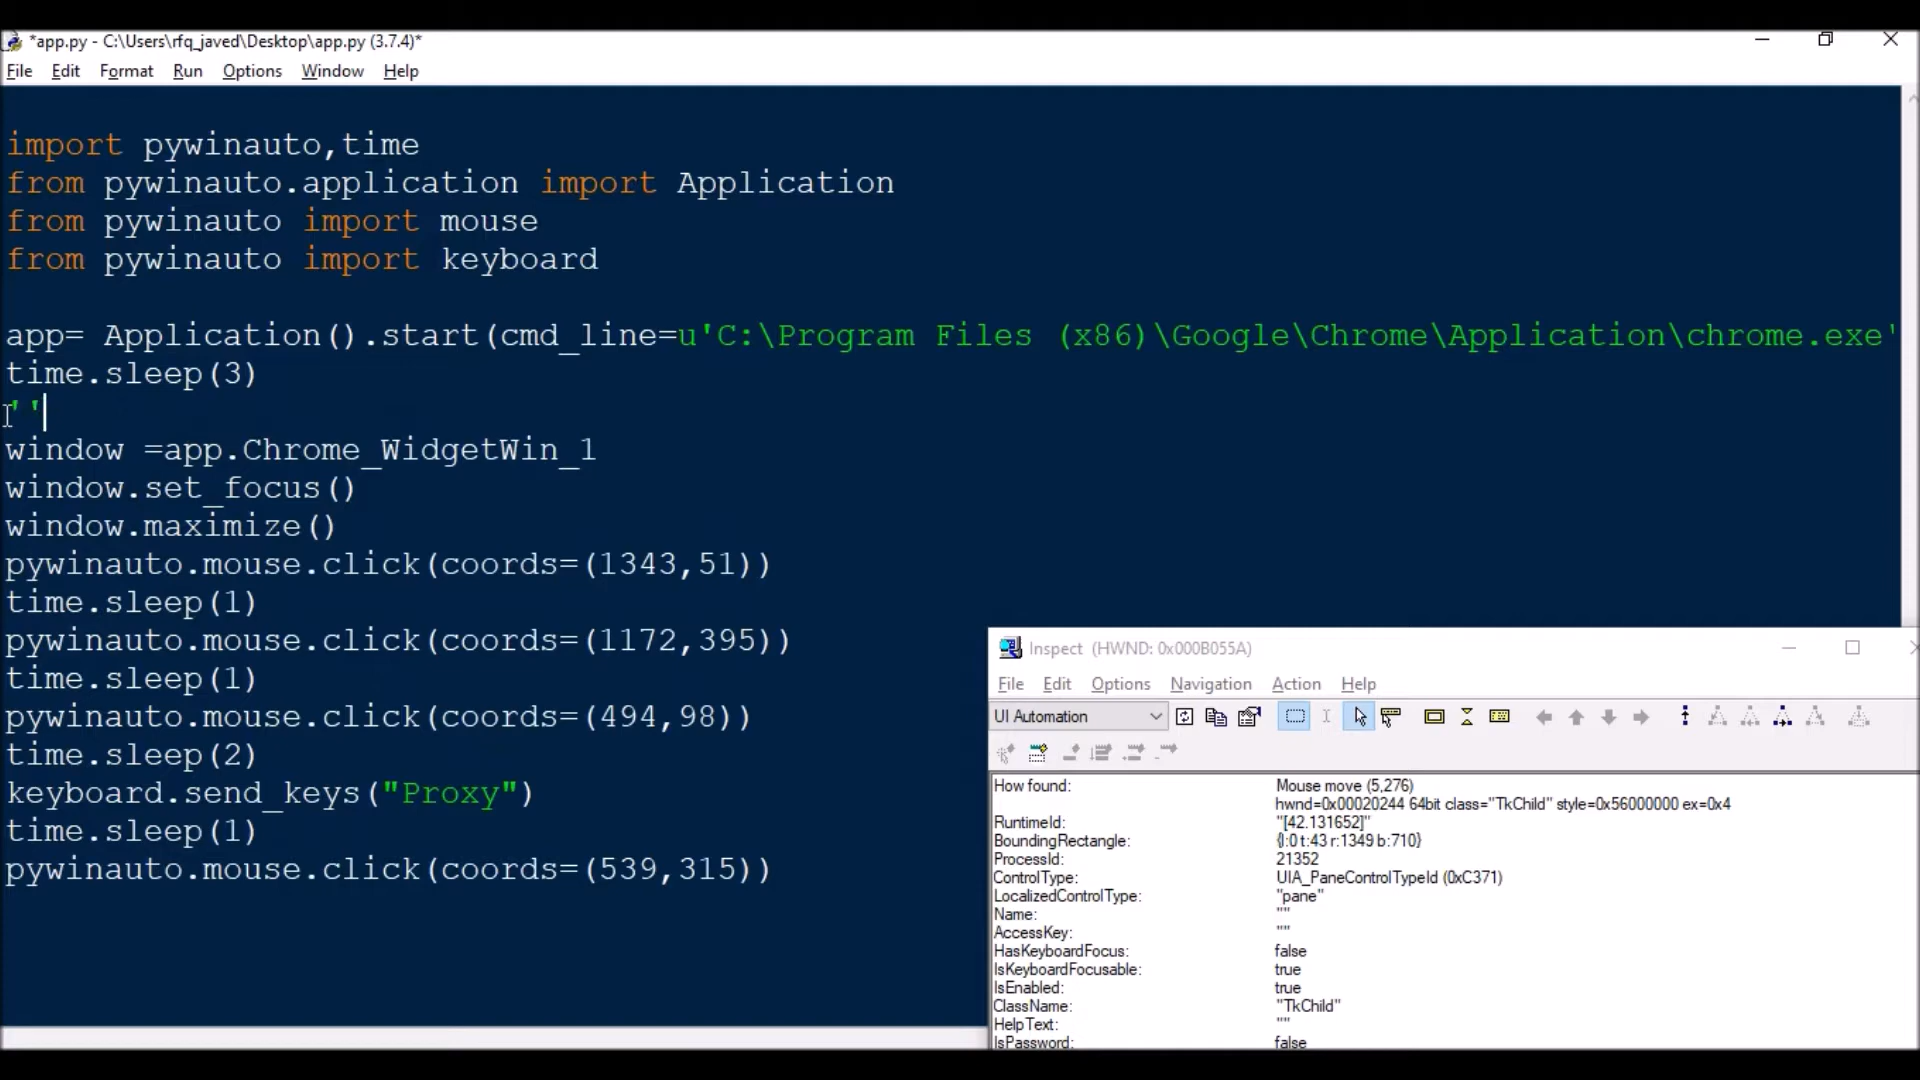 *app.py - C:\Users\rfq_javed\Desktop\app.py (3.7.4)*
File Edit Format Run Options Window Help
import pywinauto,time
from pywinauto.application import Application
from pywinauto import mouse
from pywinauto import keyboard
app= Application().start(cmd_line=u'C:\Program Files (x86)\Google\Chrome\Application\chrome.exe'
time.sleep(3)
''
window =app.Chrome_WidgetWin_1
window.set_focus()
window.maximize()
pywinauto.mouse.click(coords=(1343,51))
time.sleep(1)
pywinauto.mouse.click(coords=(1172,395))
time.sleep(1)
pywinauto.mouse.click(coords=(494,98))
time.sleep(2)
keyboard.send_keys("Proxy")
time.sleep(1)
pywinauto.mouse.click(coords=(539,315))
Inspect (HWND: 0x000B055A)
File Edit Options Navigation Action Help
UI Automation
How found: Mouse move (5,276)
hwnd=0x00020244 64bit class="TkChild" style=0x56000000 ex=0x4
RuntimeId: "[42.131652]"
BoundingRectangle: {l:0 t:43 r:1349 b:710}
ProcessId: 21352
ControlType: UIA_PaneControlTypeId (0xC371)
LocalizedControlType: "pane"
Name: ""
AccessKey: ""
HasKeyboardFocus: false
IsKeyboardFocusable: true
IsEnabled: true
ClassName: "TkChild"
HelpText: ""
IsPassword: false